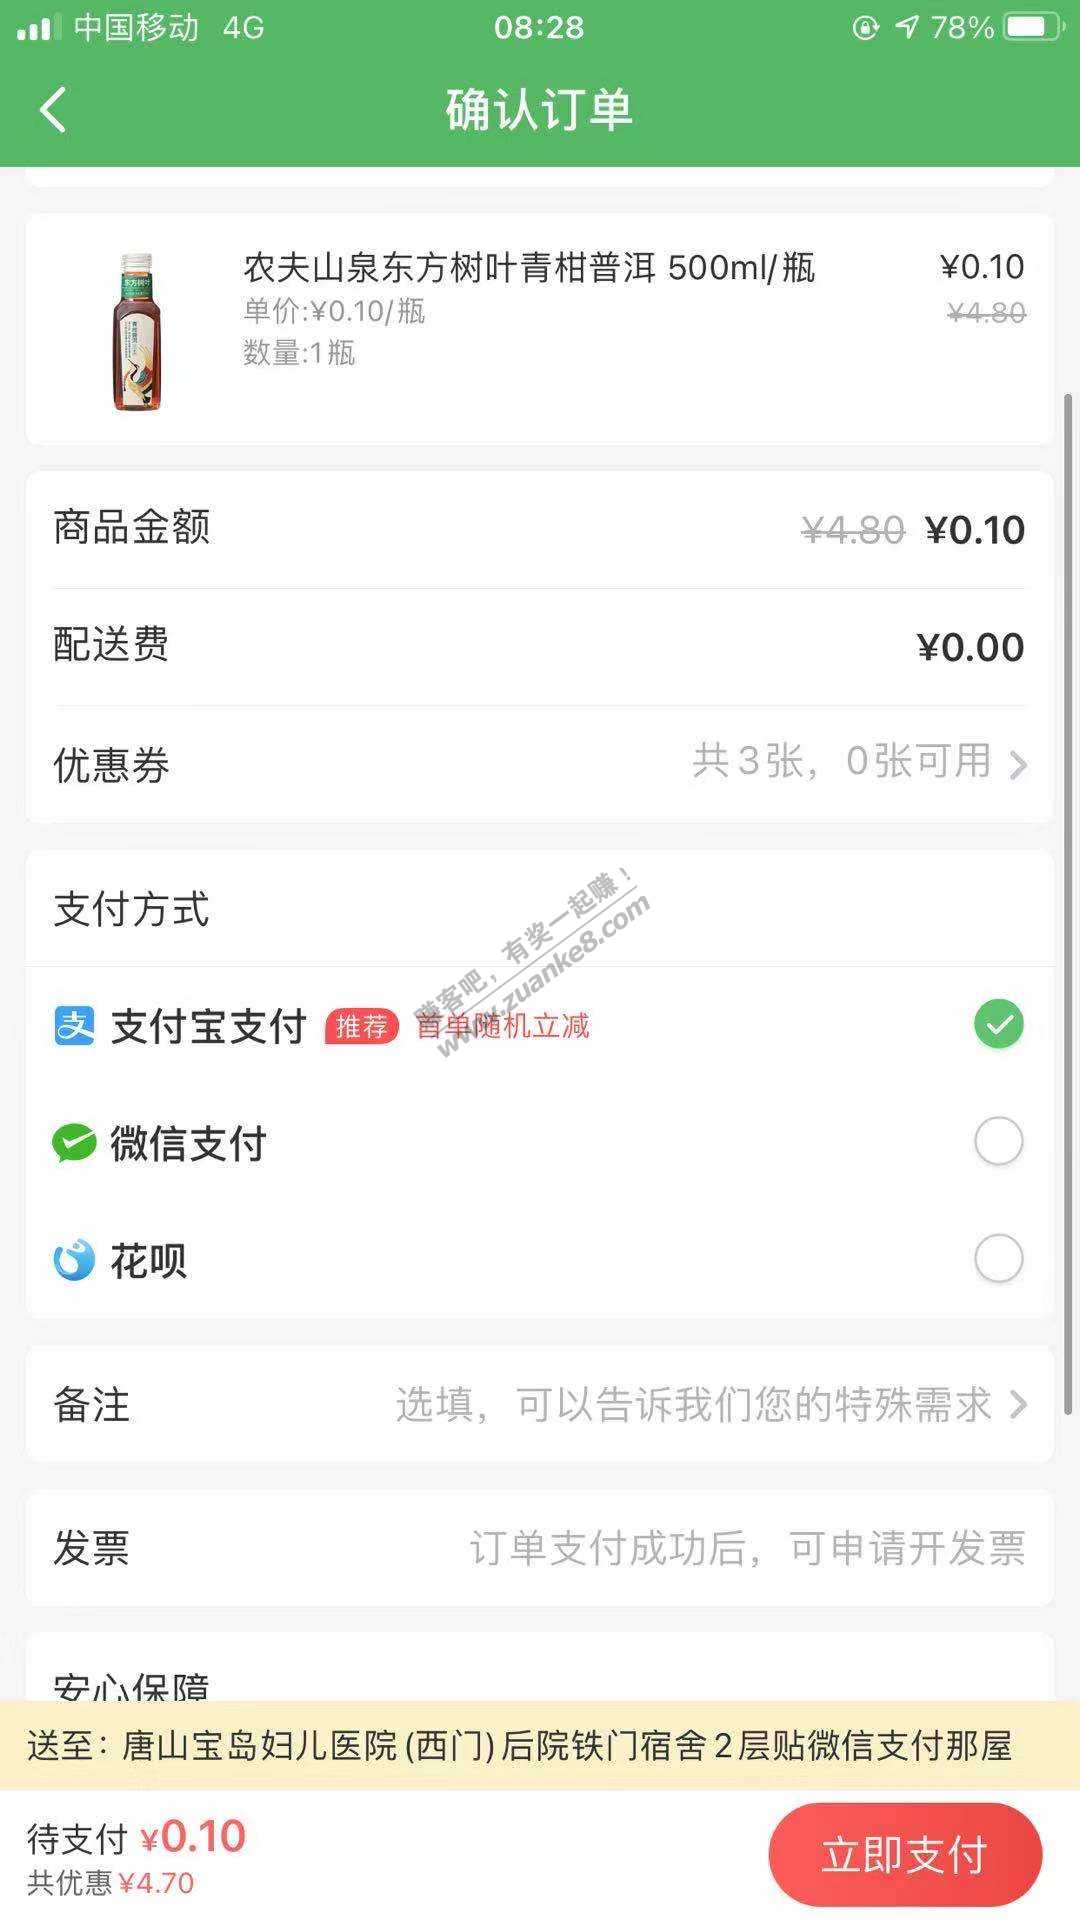 中国移动 4G 08:28 78%
确认订单
东方树叶
青柑普洱
农夫山泉东方树叶青柑普洱 500ml/瓶 ¥0.10
单价:¥0.10/瓶 ¥4.80
数量:1瓶
商品金额 ¥4.80 ¥0.10
配送费 ¥0.00
优惠券 共3张，0张可用
支付方式
赚客吧，有奖一起赚！
www.zuanke8.com
支 支付宝支付 推荐 首单随机立减
微信支付
花呗
备注 选填，可以告诉我们您的特殊需求
发票 订单支付成功后，可申请开发票
安心保障
送至：唐山宝岛妇儿医院(西门)后院铁门宿舍2层贴微信支付那屋
待支付 ¥0.10
共优惠¥4.70
立即支付